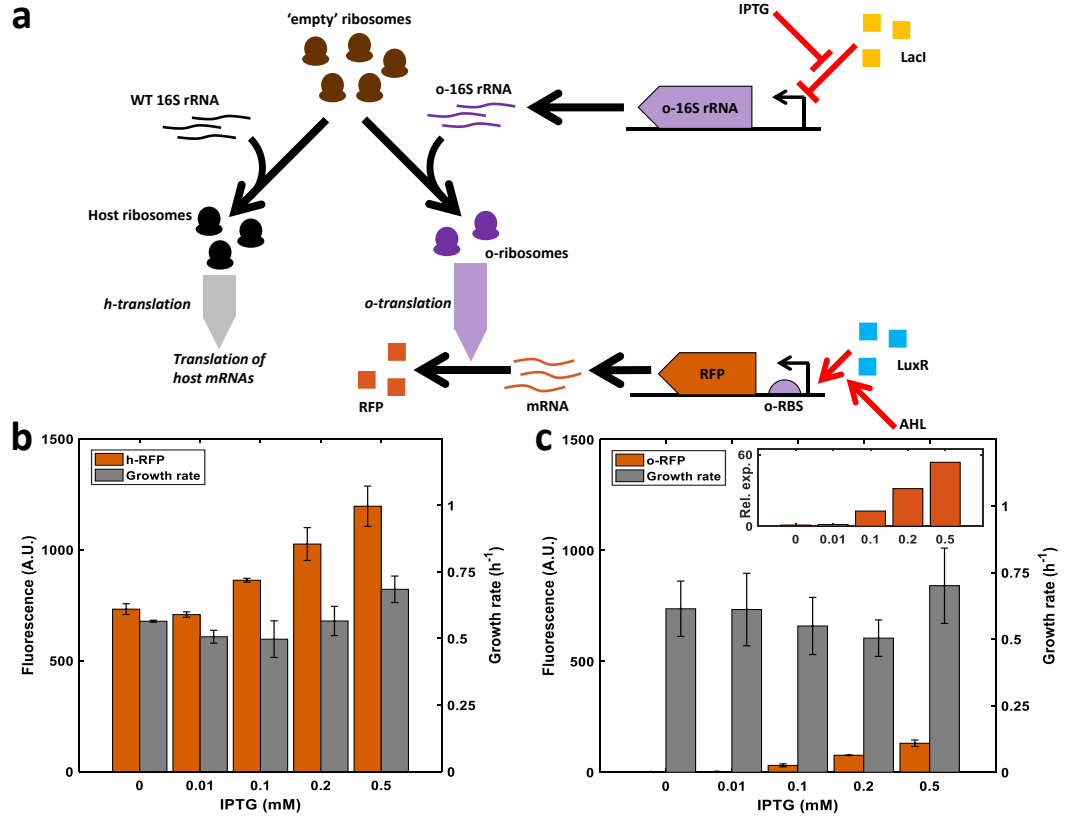 a
'empty' ribosomes
IPTG
LacI
WT 16S rRNA
o-16S rRNA
o-16S rRNA
Host ribosomes
o-ribosomes
h-translation
o-translation
Translation of
host mRNAs
RFP
mRNA
RFP
o-RBS
LuxR
AHL
b
1500
1000
500
0
Fluorescence (A.U.)
h-RFP
Growth rate
1
0.75
0.5
0.25
0
Growth rate (h⁻¹)
0 0.01 0.1 0.2 0.5
IPTG (mM)
c
1500
1000
500
0
Fluorescence (A.U.)
o-RFP
Growth rate
60
0
Rel. exp.
0 0.01 0.1 0.2 0.5
1
0.75
0.5
0.25
0
Growth rate (h⁻¹)
0 0.01 0.1 0.2 0.5
IPTG (mM)